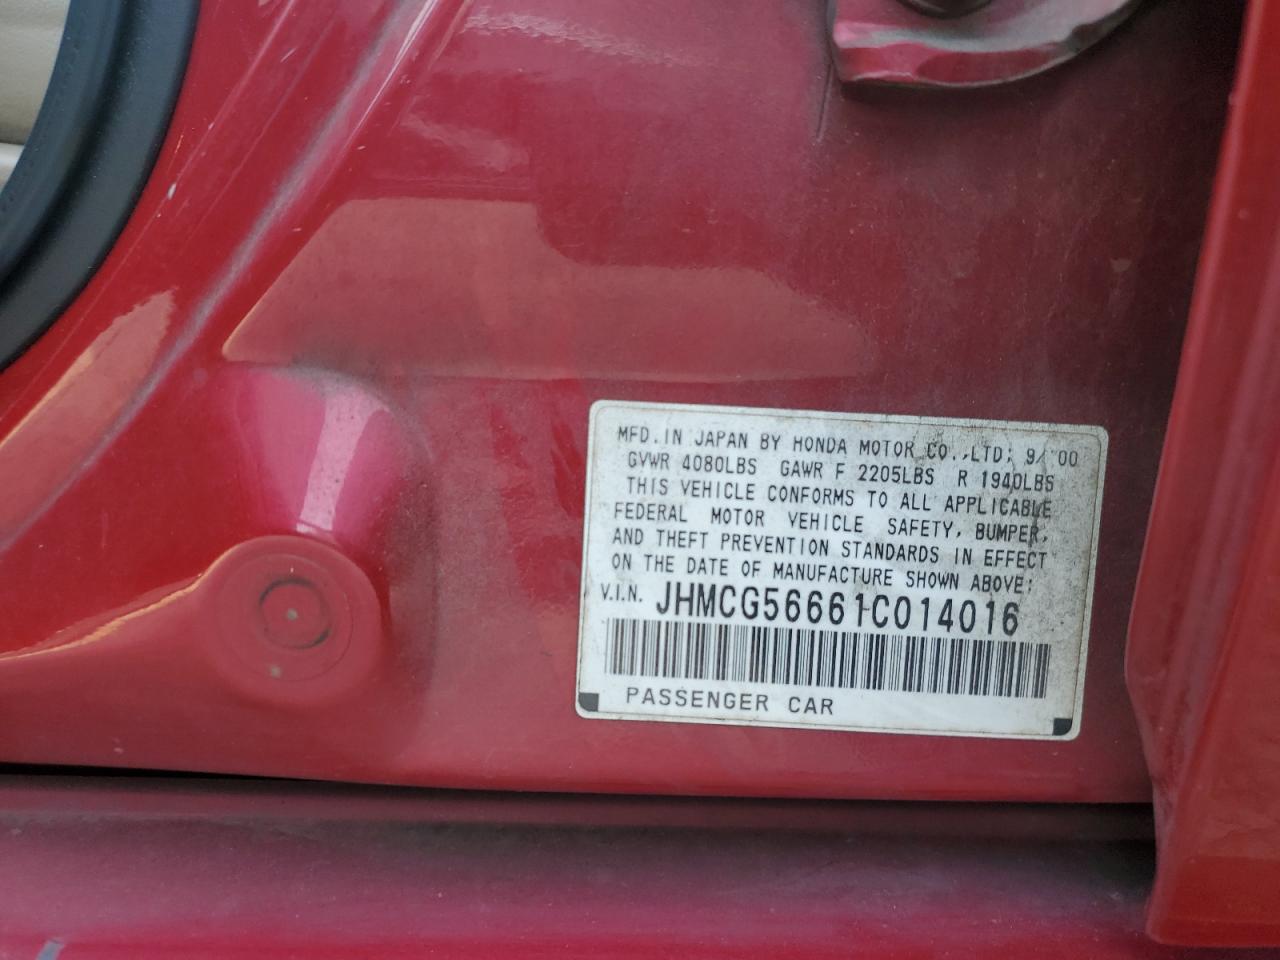 MFD. IN JAPAN BY HONDA MOTOR CO., LTD: 9/'00
GVWR 4080LBS GAWR F 2205LBS R 1940LBS
THIS VEHICLE CONFORMS TO ALL APPLICABLE
FEDERAL MOTOR VEHICLE SAFETY, BUMPER,
AND THEFT PREVENTION STANDARDS IN EFFECT
ON THE DATE OF MANUFACTURE SHOWN ABOVE;
V.I.N. JHMCG56661C014016
PASSENGER CAR